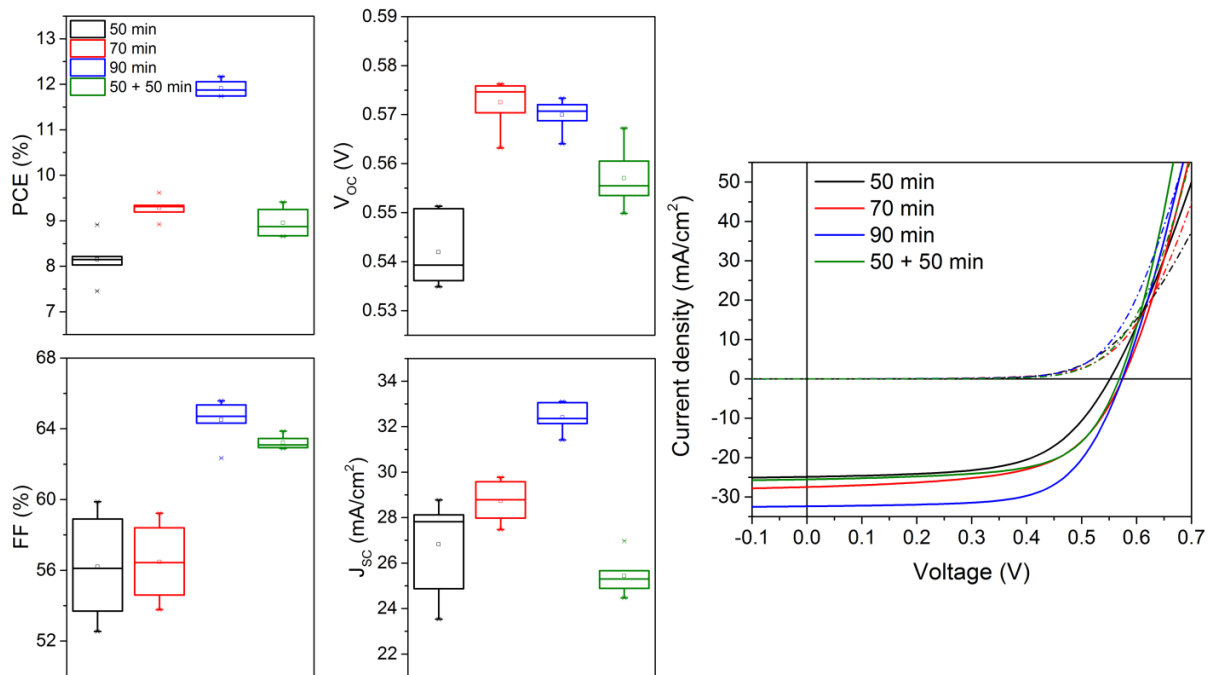 PCE (%)
13
12
11
10
9
8
7
50 min
70 min
90 min
50 + 50 min
V_OC (V)
0.59
0.58
0.57
0.56
0.55
0.54
0.53
FF (%)
68
64
60
56
52
J_SC (mA/cm²)
34
32
30
28
26
24
22
Current density (mA/cm²)
50
40
30
20
10
0
-10
-20
-30
50 min
70 min
90 min
50 + 50 min
-0.1 0.0 0.1 0.2 0.3 0.4 0.5 0.6 0.7
Voltage (V)